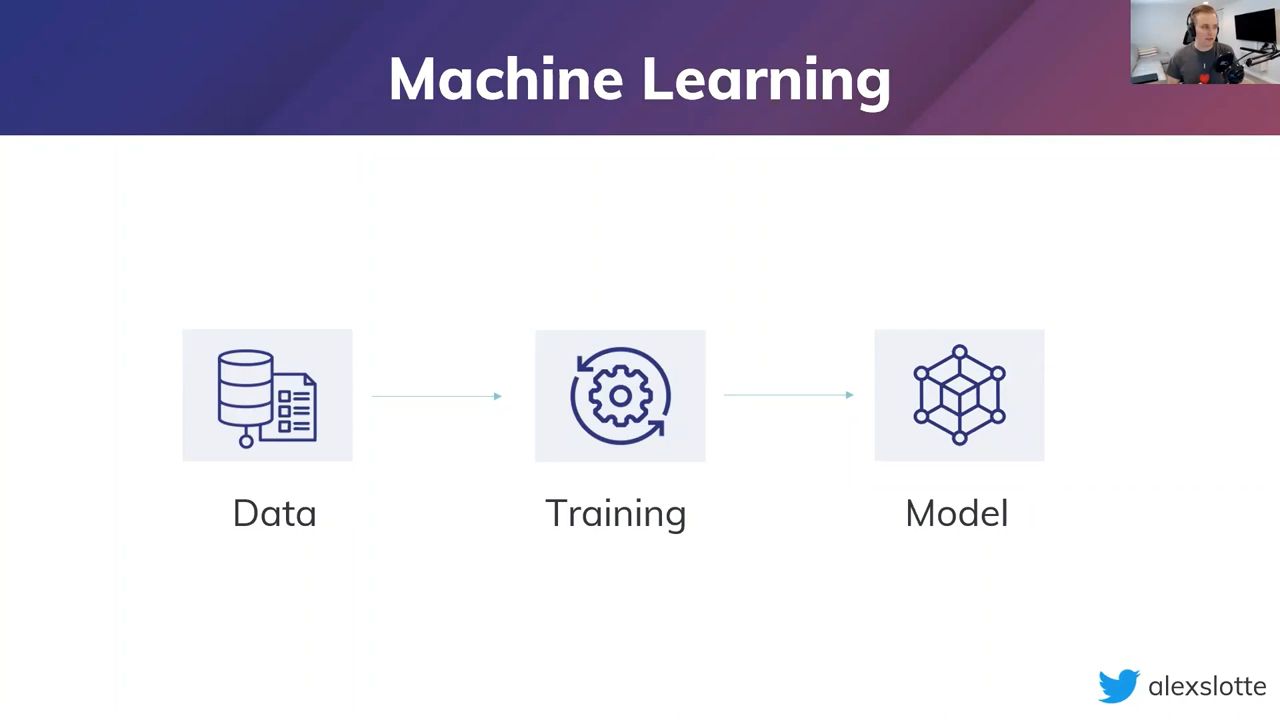 Machine Learning
Data
Training
Model
alexslotte